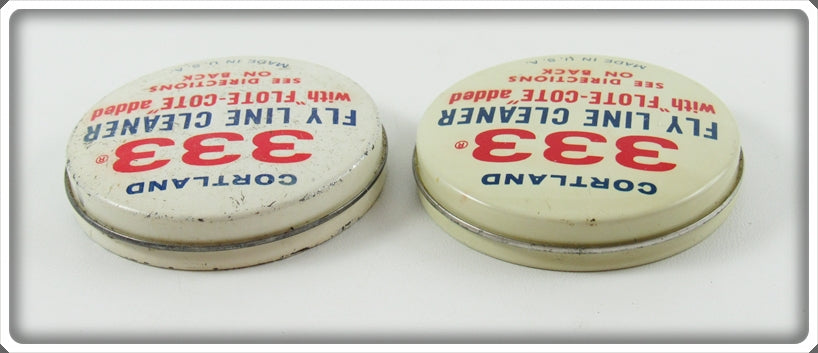 CORTLAND
333®
FLY LINE CLEANER
with "FLOTE-COTE" added
SEE DIRECTIONS
ON BACK
MADE IN U.S.A.
CORTLAND
333®
FLY LINE CLEANER
with "FLOTE-COTE" added
SEE DIRECTIONS
ON BACK
MADE IN U.S.A.